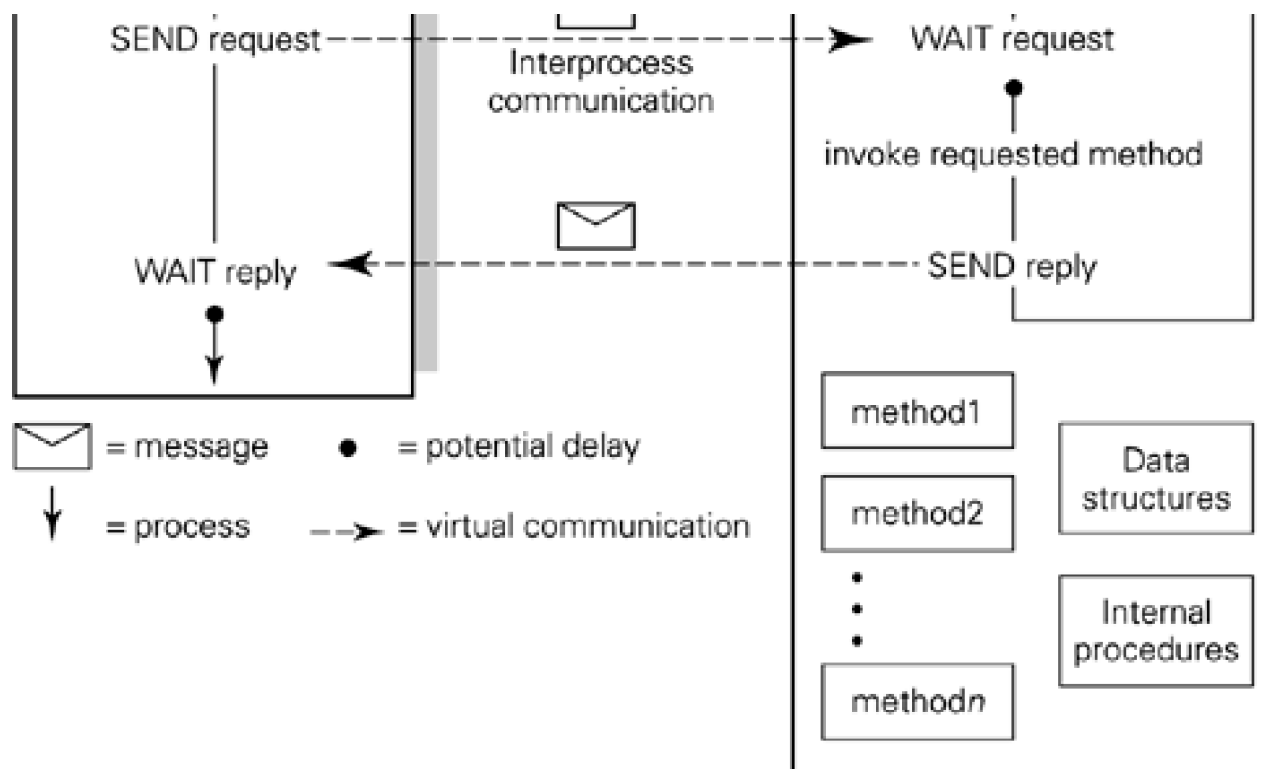 SEND request
WAIT request
Interprocess
communication
invoke requested method
WAIT reply
SEND reply
method1
= message
= potential delay
Data
structures
method2
= process
= virtual communication
Internal
procedures
methodn